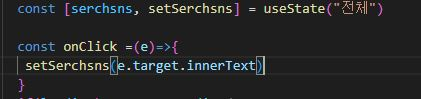 const [serchsns, setSerchsns] = useState("전체")
const onClick =(e)=>{
setSerchsns(e.target.innerText)
}